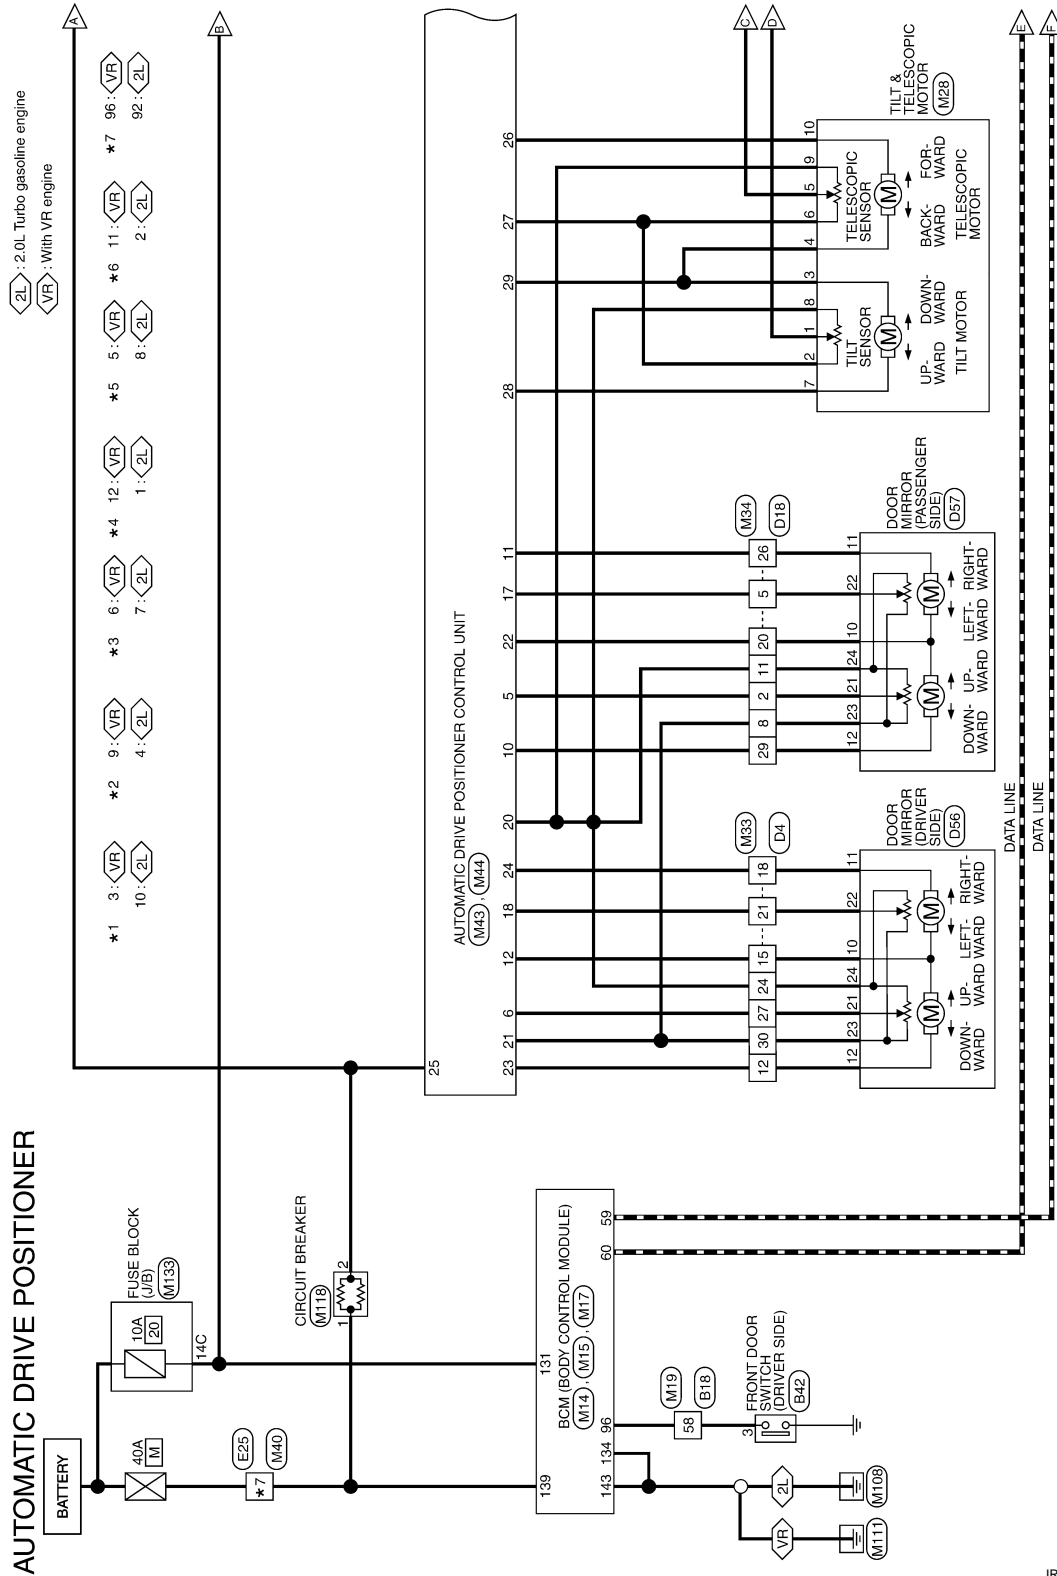 AUTOMATIC DRIVE POSITIONER
2L : 2.0L Turbo gasoline engine
VR : With VR engine
*1 3 : VR
10 : 2L
*2 9 : VR
4 : 2L
*3 6 : VR
7 : 2L
*4 12 : VR
1 : 2L
*5 5 : VR
8 : 2L
*6 11 : VR
2 : 2L
*7 96 : VR
92 : 2L
A
B
C
D
E
F
BATTERY
40A
M
10A
20
FUSE BLOCK
(J/B)
M133
14C
E25
*7
M40
CIRCUIT BREAKER
M118
1
2
25
AUTOMATIC DRIVE POSITIONER CONTROL UNIT
M43 , M44
23 21 6 12 18 24 20 10 5 22 17 11 28 29 27 26
139
131
BCM (BODY CONTROL MODULE)
M14 , M15 , M17
143 134 96 60 59
M19
58
B18
3
FRONT DOOR
SWITCH
(DRIVER SIDE)
B42
VR
2L
M111
M108
M33
D4
12 30 27 24 15 21 18
12 23 21 24 10 22 11
DOOR
MIRROR
(DRIVER
SIDE)
D56
M
M
DOWN-
WARD
UP-
WARD
LEFT-
WARD
RIGHT-
WARD
M34
D18
29 8 2 11 20 5 26
12 23 21 24 10 22 11
DOOR
MIRROR
(PASSENGER
SIDE)
D57
M
M
DOWN-
WARD
UP-
WARD
LEFT-
WARD
RIGHT-
WARD
7 2 1 8 3 4 6 5 9 10
TILT &
TELESCOPIC
MOTOR
M28
TILT
SENSOR
TELESCOPIC
SENSOR
M
M
UP-
WARD
DOWN-
WARD
TILT MOTOR
BACK-
WARD
FOR-
WARD
TELESCOPIC
MOTOR
DATA LINE
DATA LINE